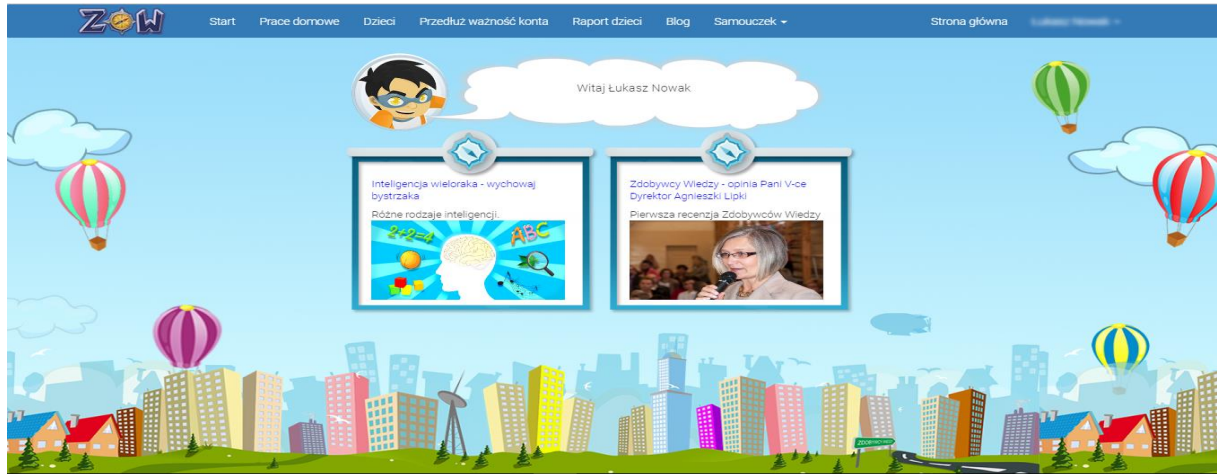 ZOW
Start Prace domowe Dzieci Przedłuż ważność konta Raport dzieci Blog Samouczek Strona główna
Witaj Łukasz Nowak
Inteligencja wieloraka - wychowaj
bystrzaka
Różne rodzaje inteligencji.
2+2=4
ABC
Zdobywcy Wiedzy - opinia Pani V-ce
Dyrektor Agnieszki Lipki
Pierwsza recenzja Zdobywców Wiedzy